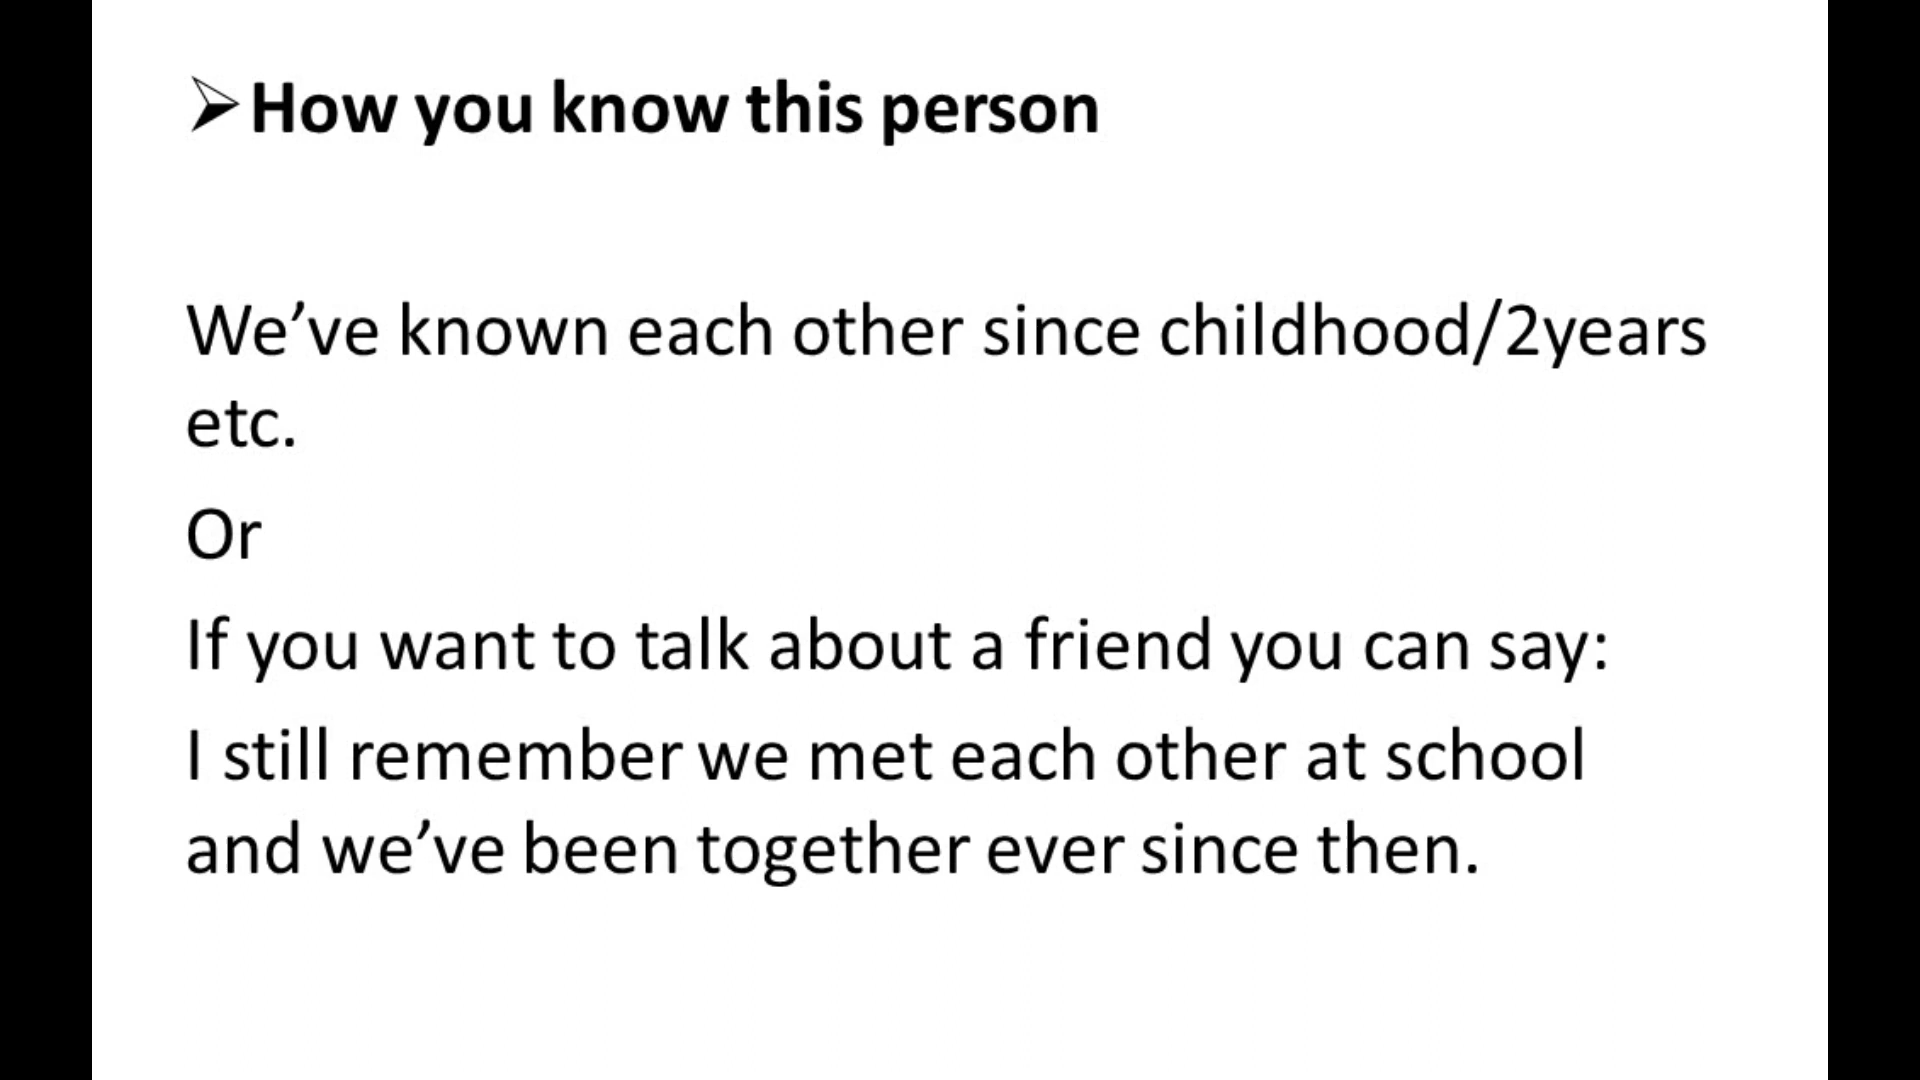 ➢How you know this person
We’ve known each other since childhood/2years
etc.
Or
If you want to talk about a friend you can say:
I still remember we met each other at school
and we’ve been together ever since then.